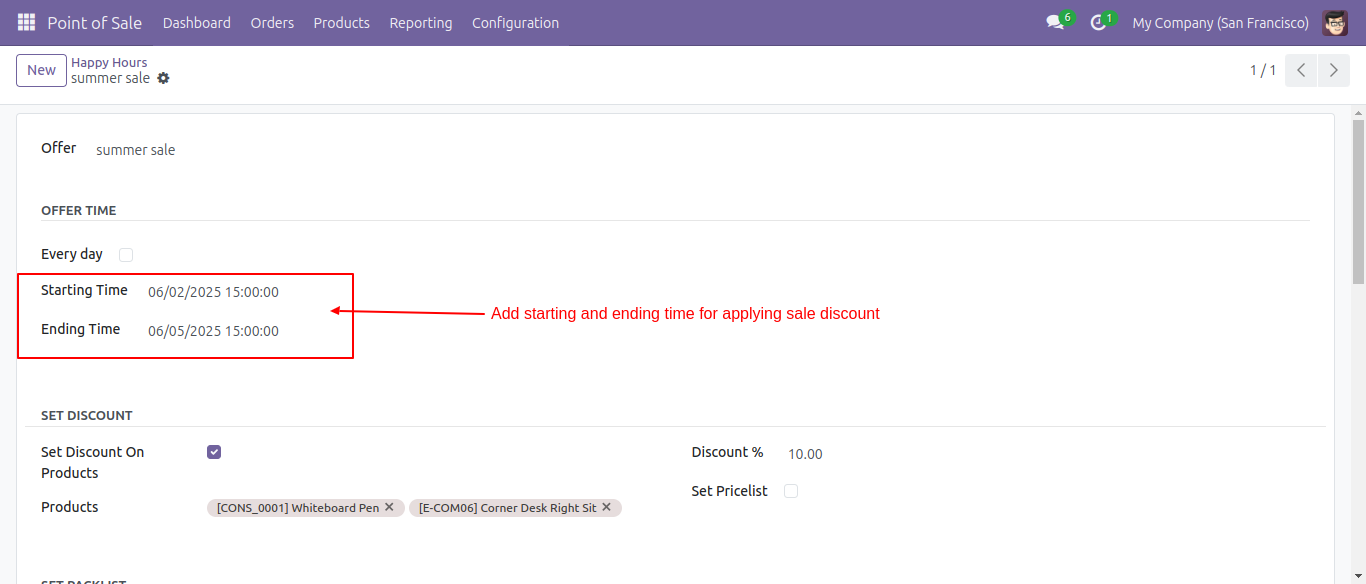 Point of Sale Dashboard Orders Products Reporting Configuration 6 1 My Company (San Francisco)
New Happy Hours
summer sale 1 / 1
Offer summer sale
OFFER TIME
Every day
Starting Time 06/02/2025 15:00:00
Add starting and ending time for applying sale discount
Ending Time 06/05/2025 15:00:00
SET DISCOUNT
Set Discount On Products Discount % 10.00
Set Pricelist
Products [CONS_0001] Whiteboard Pen [E-COM06] Corner Desk Right Sit
SET PACKLIST